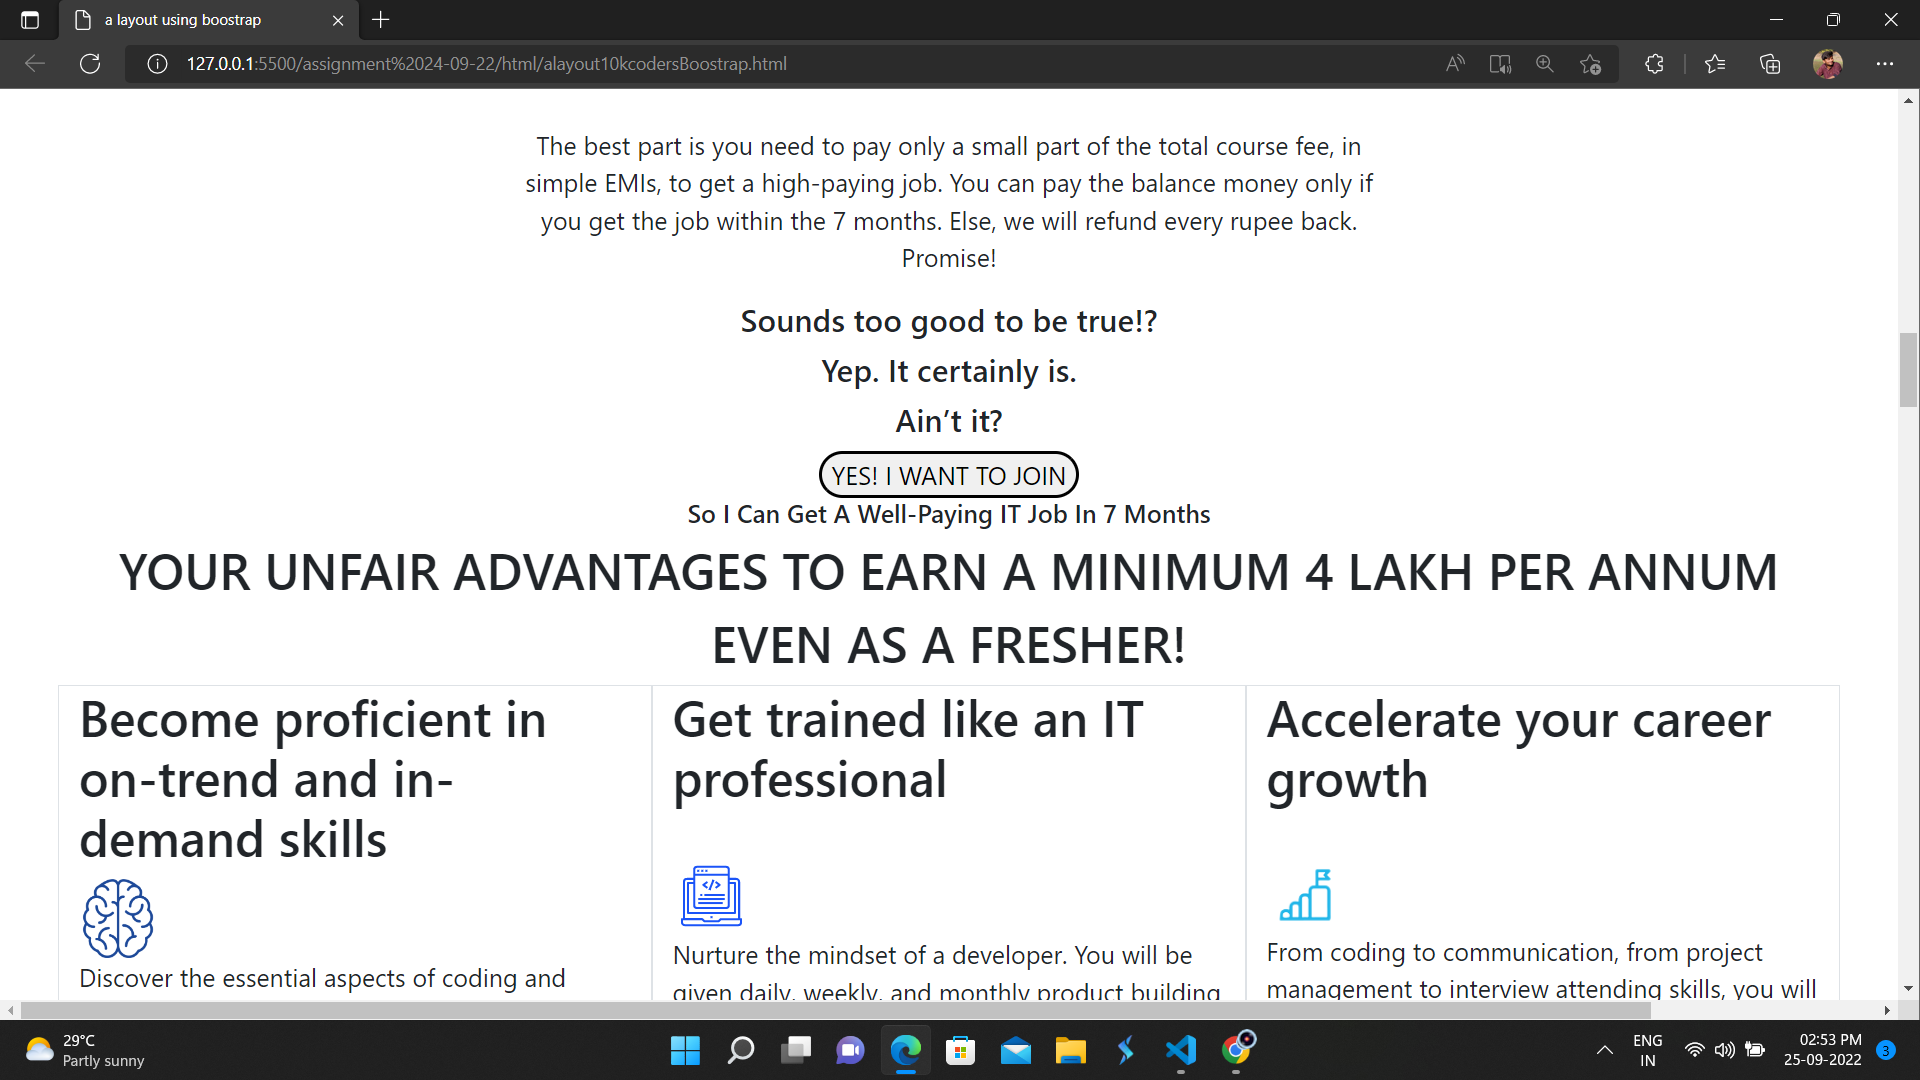 a layout using boostrap
127.0.0.1:5500/assignment%2024-09-22/html/alayout10kcodersBoostrap.html
The best part is you need to pay only a small part of the total course fee, in
simple EMIs, to get a high-paying job. You can pay the balance money only if
you get the job within the 7 months. Else, we will refund every rupee back.
Promise!
Sounds too good to be true!?
Yep. It certainly is.
Ain’t it?
YES! I WANT TO JOIN
So I Can Get A Well-Paying IT Job In 7 Months
YOUR UNFAIR ADVANTAGES TO EARN A MINIMUM 4 LAKH PER ANNUM
EVEN AS A FRESHER!
Become proficient in
on-trend and in-
demand skills
Discover the essential aspects of coding and
Get trained like an IT
professional
Nurture the mindset of a developer. You will be
given daily, weekly, and monthly product building
Accelerate your career
growth
From coding to communication, from project
management to interview attending skills, you will
29°C
Partly sunny
ENG
IN
02:53 PM
25-09-2022
3